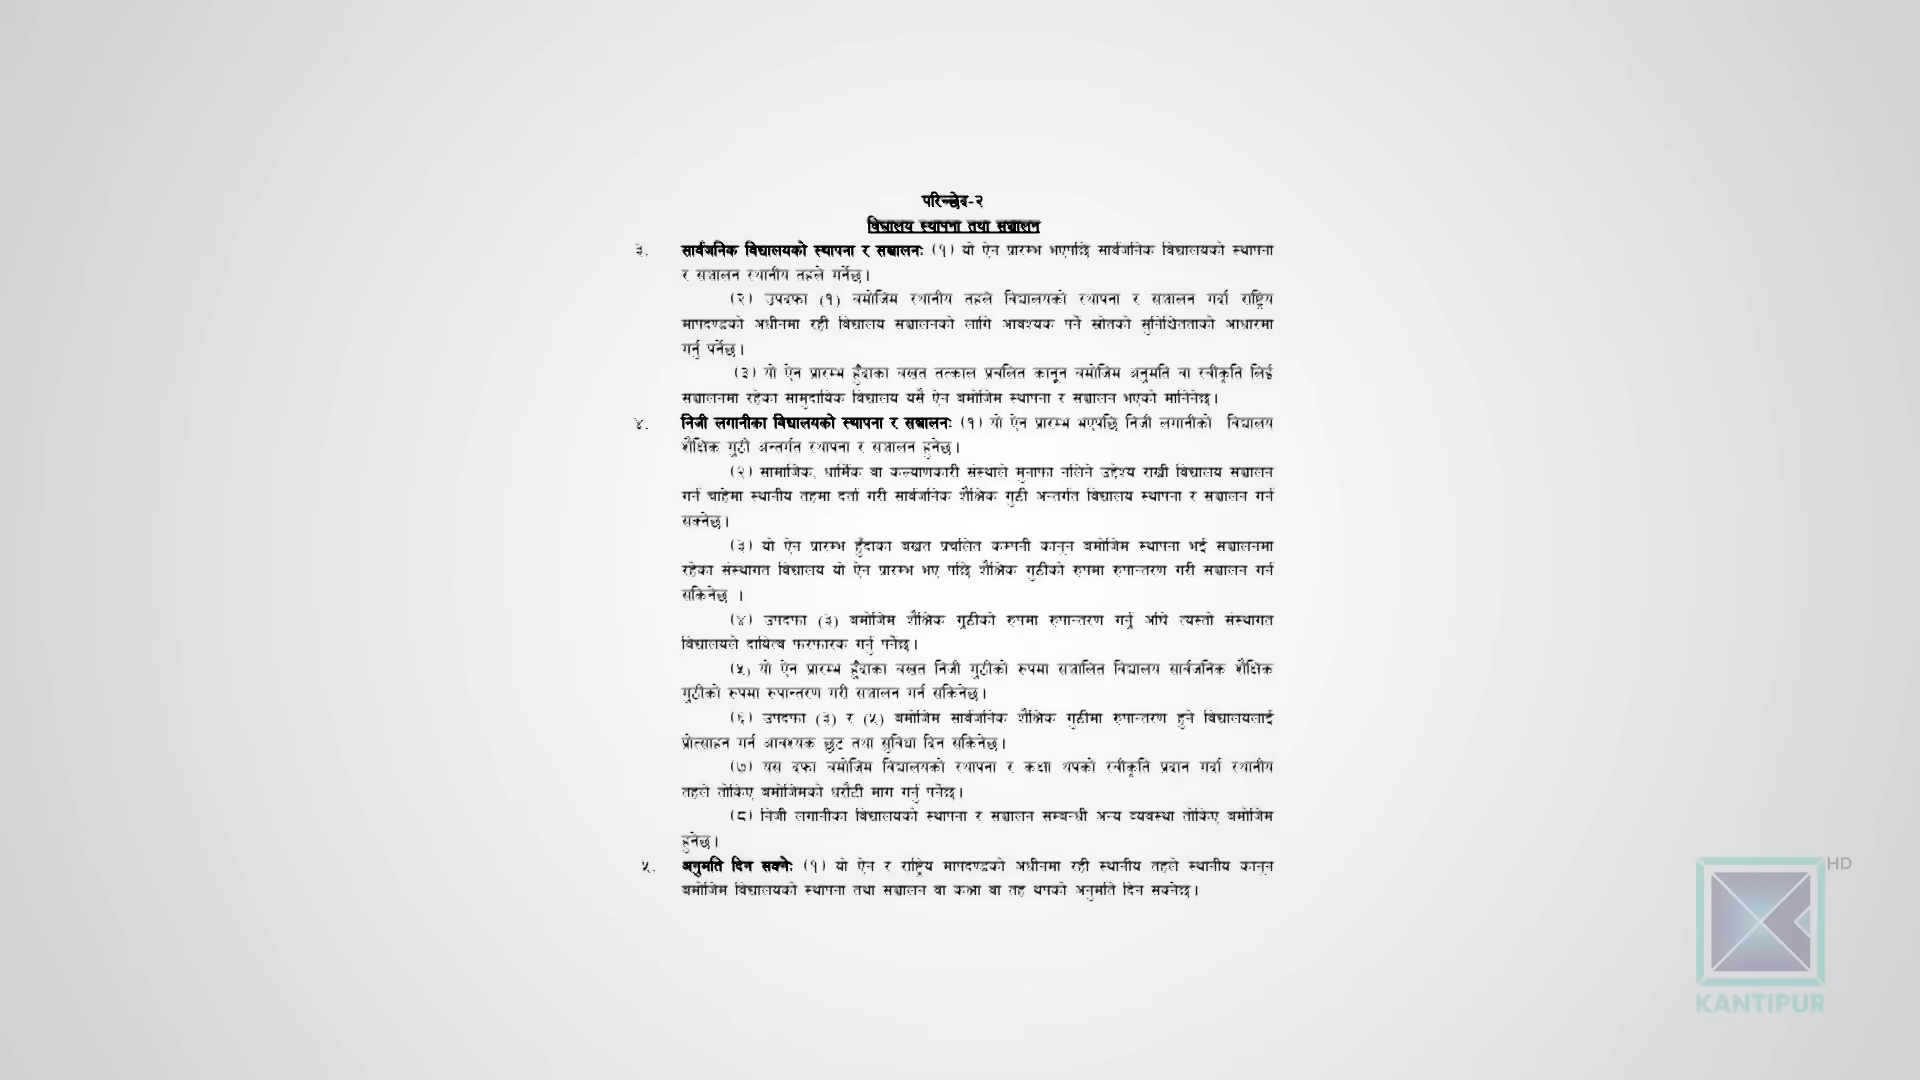 परिच्छेद-२
विद्यालय स्थापना तथा सञ्चालन
३. सार्वजनिक विद्यालयको स्थापना र सञ्चालनः (१) यो ऐन प्रारम्भ भएपछि सार्वजनिक विद्यालयको स्थापना
र सञ्चालन स्थानीय तहले गर्नेछ।
(२) उपदफा (१) बमोजिम स्थानीय तहले विद्यालयको स्थापना र सञ्चालन गर्दा राष्ट्रिय
मापदण्डको अधीनमा रही विद्यालय सञ्चालनको लागि आवश्यक पर्ने स्रोतको सुनिश्चितताको आधारमा
गर्नु पर्नेछ।
(३) यो ऐन प्रारम्भ हुँदाका बखत तत्काल प्रचलित कानून बमोजिम अनुमति वा स्वीकृति लिई
सञ्चालनमा रहेका सामुदायिक विद्यालय यसै ऐन बमोजिम स्थापना र सञ्चालन भएको मानिनेछ।
४. निजी लगानीका विद्यालयको स्थापना र सञ्चालनः (१) यो ऐन प्रारम्भ भएपछि निजी लगानीको विद्यालय
शैक्षिक गुठी अन्तर्गत स्थापना र सञ्चालन हुनेछ।
(२) सामाजिक, धार्मिक वा कल्याणकारी संस्थाले मुनाफा नलिने उद्देश्य राखी विद्यालय सञ्चालन
गर्न चाहेमा स्थानीय तहमा दर्ता गरी सार्वजनिक शैक्षिक गुठी अन्तर्गत विद्यालय स्थापना र सञ्चालन गर्न
सक्नेछ।
(३) यो ऐन प्रारम्भ हुँदाका बखत प्रचलित कम्पनी कानून बमोजिम स्थापना भई सञ्चालनमा
रहेका संस्थागत विद्यालय यो ऐन प्रारम्भ भए पछि शैक्षिक गुठीको रुपमा रुपान्तरण गरी सञ्चालन गर्न
सकिनेछ ।
(४) उपदफा (३) बमोजिम शैक्षिक गुठीको रुपमा रुपान्तरण गर्नु अघि त्यस्तो संस्थागत
विद्यालयले दायित्व फरफारक गर्नु पर्नेछ।
(५) यो ऐन प्रारम्भ हुँदाका बखत निजी गुठीको रूपमा सञ्चालित विद्यालय सार्वजनिक शैक्षिक
गुठीको रूपमा रूपान्तरण गरी सञ्चालन गर्न सकिनेछ।
(६) उपदफा (३) र (५) बमोजिम सार्वजनिक शैक्षिक गुठीमा रुपान्तरण हुने विद्यालयलाई
प्रोत्साहन गर्न आवश्यक छुट तथा सुविधा दिन सकिनेछ।
(७) यस दफा बमोजिम विद्यालयको स्थापना र कक्षा थपको स्वीकृति प्रदान गर्दा स्थानीय
तहले तोकिए बमोजिमको धरौटी माग गर्नु पर्नेछ।
(८) निजी लगानीका विद्यालयको स्थापना र सञ्चालन सम्बन्धी अन्य व्यवस्था तोकिए बमोजिम
हुनेछ।
५. अनुमति दिन सक्नेः (१) यो ऐन र राष्ट्रिय मापदण्डको अधीनमा रही स्थानीय तहले स्थानीय कानून
बमोजिम विद्यालयको स्थापना तथा सञ्चालन वा कक्षा वा तह थपको अनुमति दिन सक्नेछ।
HD
KANTIPUR